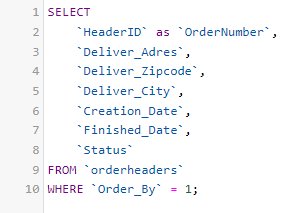 1 SELECT
2 `HeaderID` as `OrderNumber`,
3 `Deliver_Adres`,
4 `Deliver_Zipcode`,
5 `Deliver_City`,
6 `Creation_Date`,
7 `Finished_Date`,
8 `Status`
9 FROM `orderheaders`
10 WHERE `Order_By` = 1;